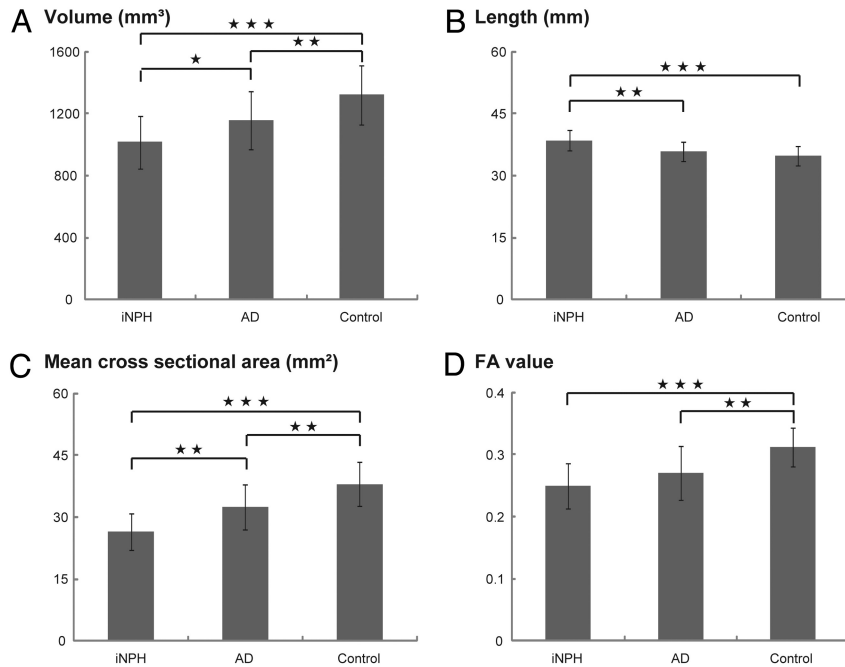 A Volume (mm³)
★ ★ ★
★ ★
★
1600
1200
800
400
0
iNPH AD Control
B Length (mm)
60
★ ★ ★
★ ★
45
30
15
0
iNPH AD Control
C Mean cross sectional area (mm²)
60
★ ★ ★
★ ★
★ ★
45
30
15
0
iNPH AD Control
D FA value
0.4
★ ★ ★
★ ★
0.3
0.2
0.1
0
iNPH AD Control